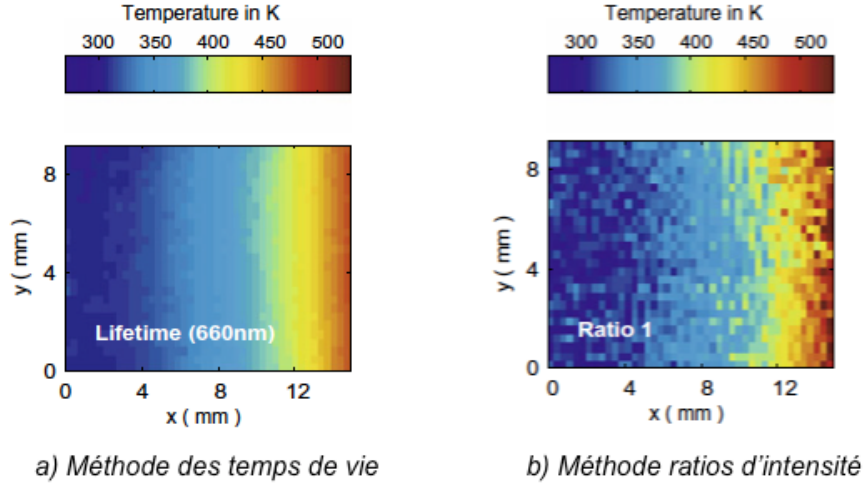 Temperature in K
300 350 400 450 500
8
4
0
y ( mm )
Lifetime (660nm)
0 4 8 12
x ( mm )
a) Méthode des temps de vie
Temperature in K
300 350 400 450 500
8
4
0
y ( mm )
Ratio 1
0 4 8 12
x ( mm )
b) Méthode ratios d'intensité